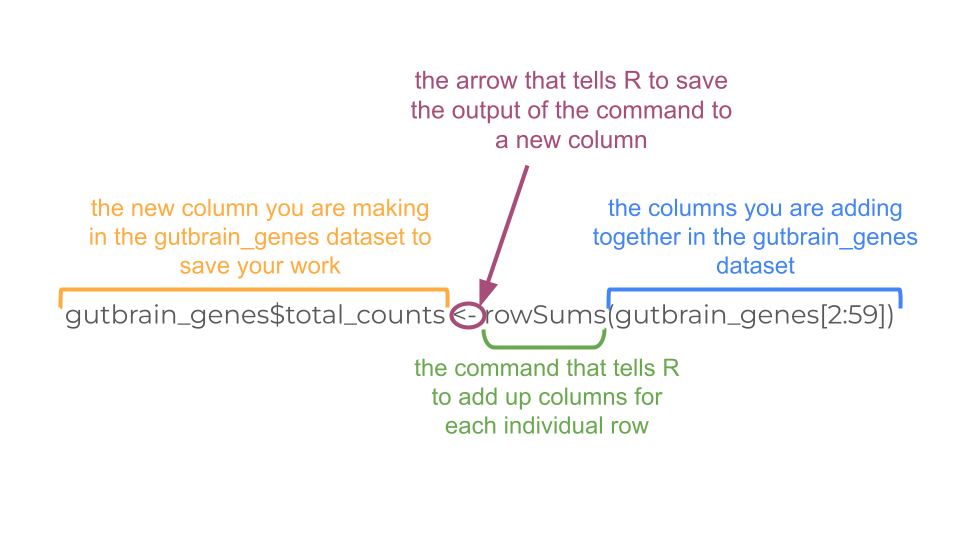 the arrow that tells R to save
the output of the command to
a new column
the new column you are making
in the gutbrain_genes dataset to
save your work
the columns you are adding
together in the gutbrain_genes
dataset
gutbrain_genes$total_counts <- rowSums(gutbrain_genes[2:59])
the command that tells R
to add up columns for
each individual row